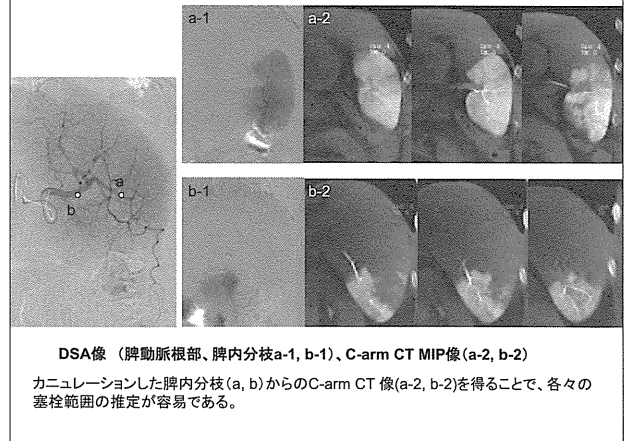 a-1
a-2
a
b
b-1
b-2
DSA像 （脾動脈根部、脾内分枝a-1, b-1）、C-arm CT MIP像（a-2, b-2）
カニュレーションした脾内分枝（a, b）からのC-arm CT 像(a-2, b-2)を得ることで、各々の
塞栓範囲の推定が容易である。